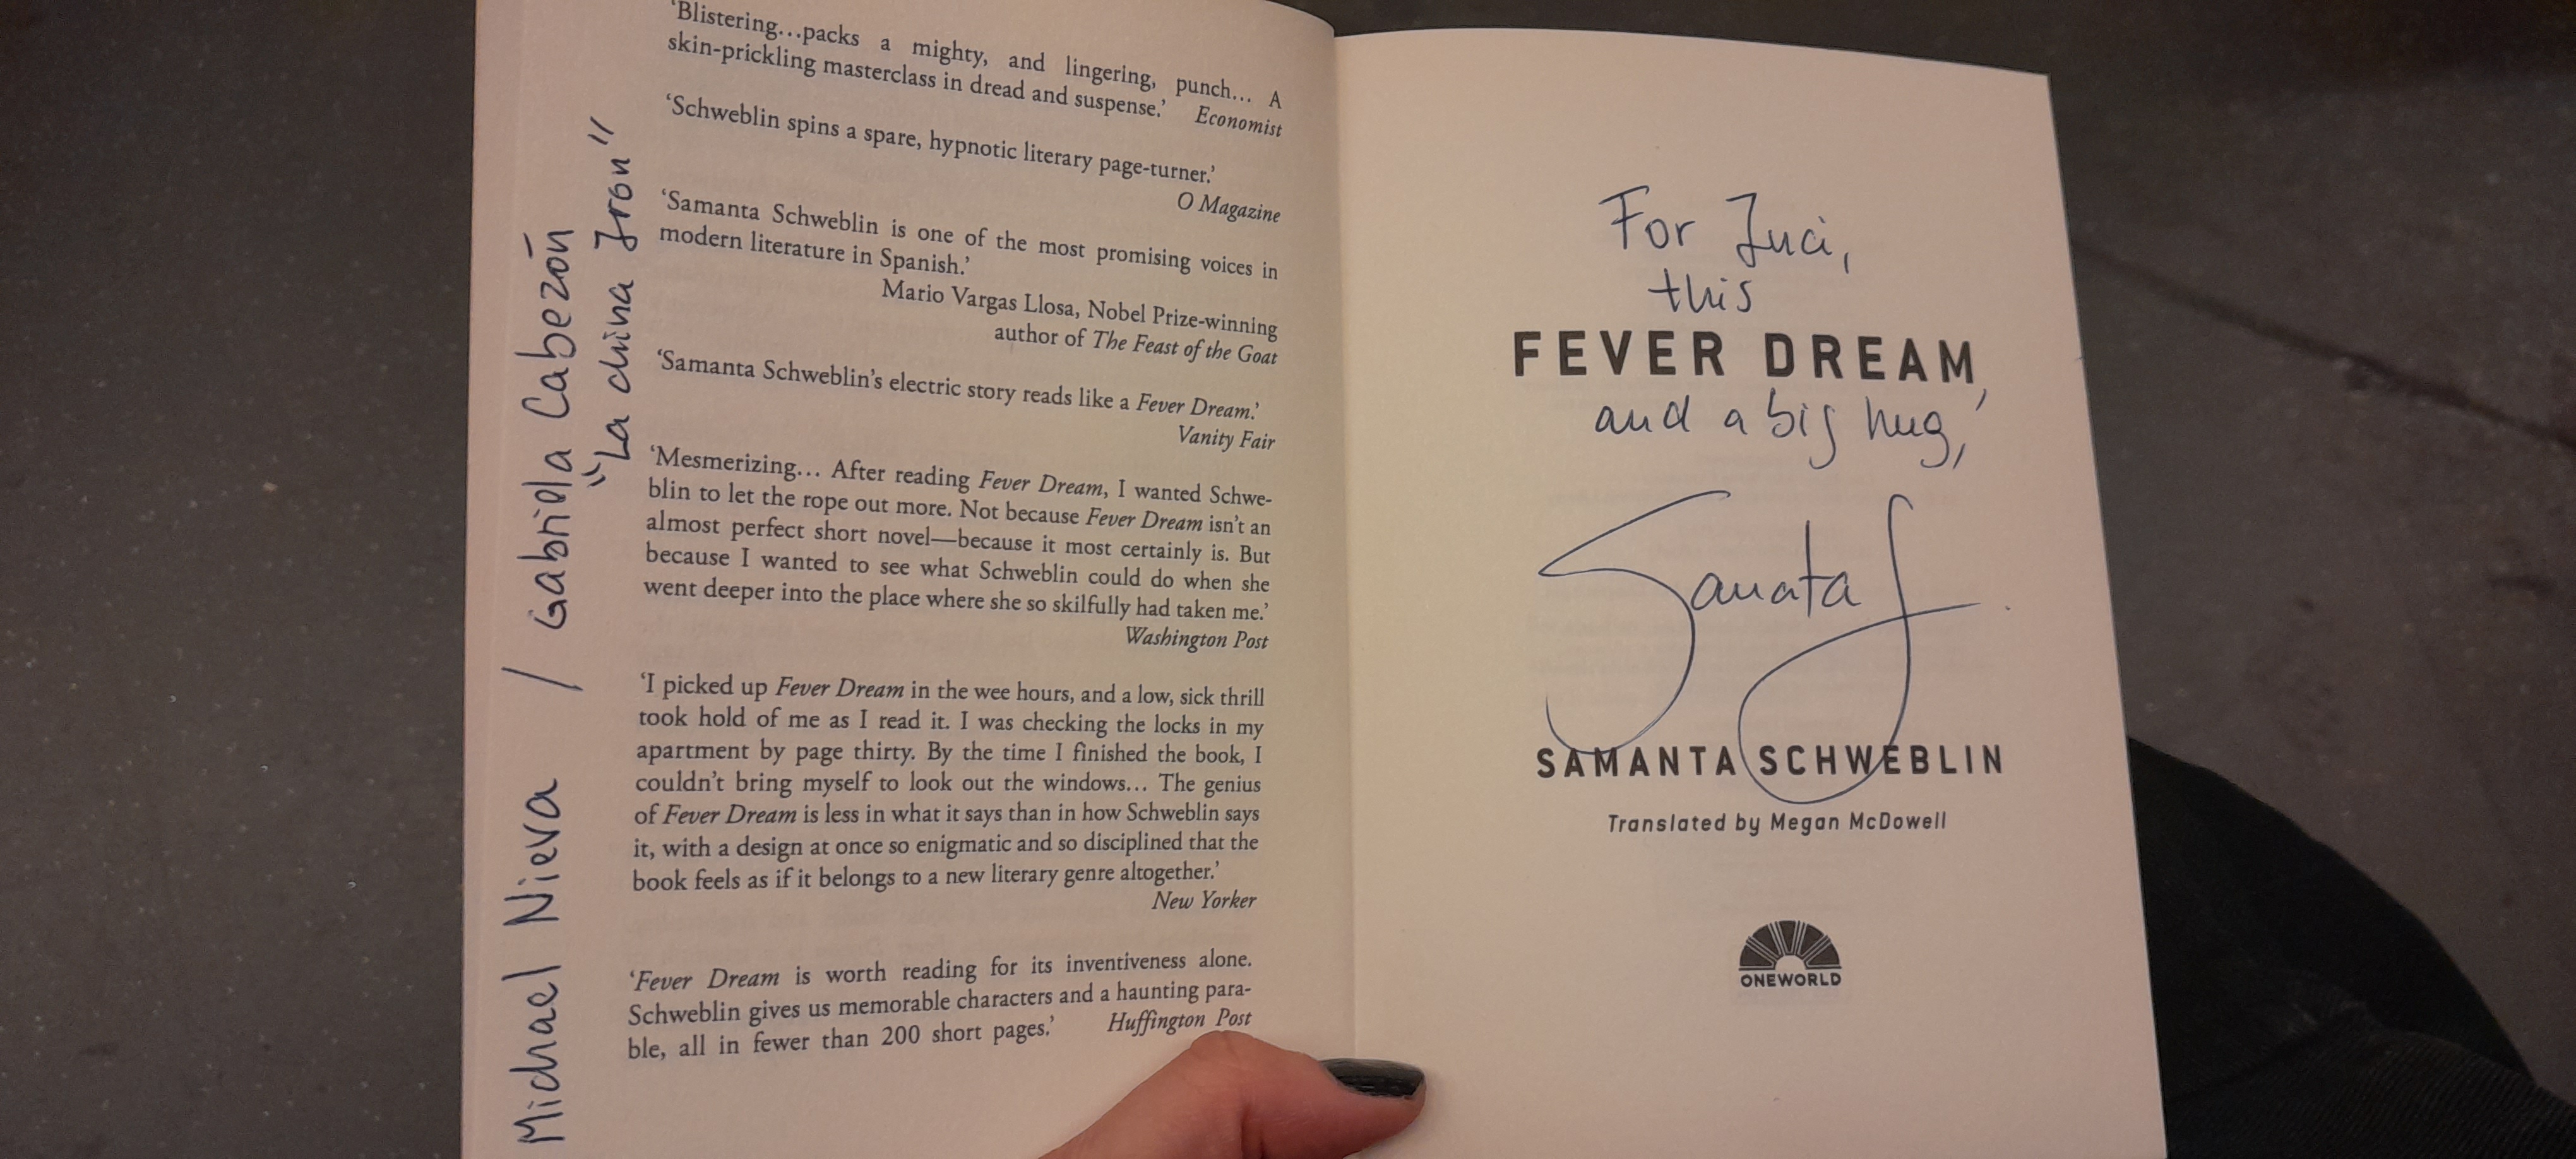 ‘Blistering…packs a mighty, and lingering, punch… A
skin-prickling masterclass in dread and suspense.’ Economist
‘Schweblin spins a spare, hypnotic literary page-turner.’
O Magazine
‘Samanta Schweblin is one of the most promising voices in
modern literature in Spanish.’
Mario Vargas Llosa, Nobel Prize-winning
author of The Feast of the Goat
‘Samanta Schweblin’s electric story reads like a Fever Dream.’
Vanity Fair
‘Mesmerizing… After reading Fever Dream, I wanted Schwe-
blin to let the rope out more. Not because Fever Dream isn’t an
almost perfect short novel—because it most certainly is. But
because I wanted to see what Schweblin could do when she
went deeper into the place where she so skilfully had taken me.’
Washington Post
‘I picked up Fever Dream in the wee hours, and a low, sick thrill
took hold of me as I read it. I was checking the locks in my
apartment by page thirty. By the time I finished the book, I
couldn’t bring myself to look out the windows… The genius
of Fever Dream is less in what it says than in how Schweblin says
it, with a design at once so enigmatic and so disciplined that the
book feels as if it belongs to a new literary genre altogether.’
New Yorker
‘Fever Dream is worth reading for its inventiveness alone.
Schweblin gives us memorable characters and a haunting para-
ble, all in fewer than 200 short pages.’ Huffington Post
Michael Nieva / Gabriela Cabezón
"La china Iron"
For Juci,
this
FEVER DREAM,
and a big hug,
Samanta S
SAMANTA SCHWEBLIN
Translated by Megan McDowell
ONEWORLD